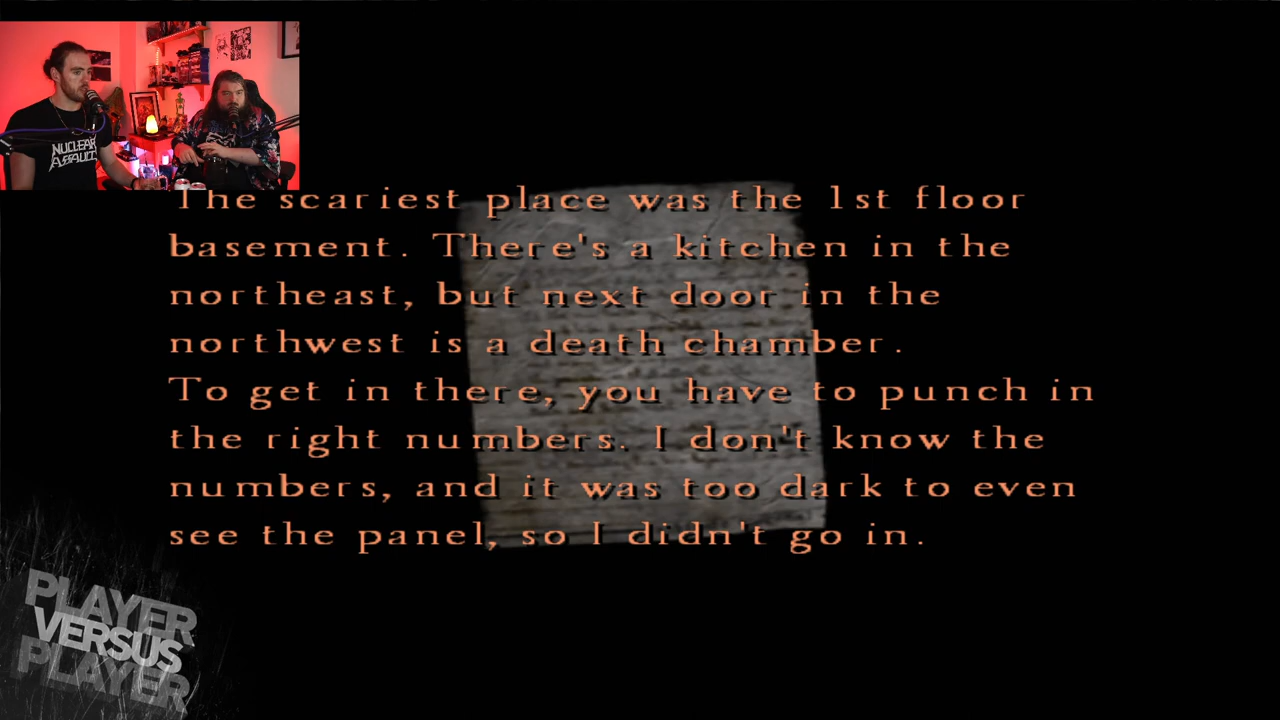 NUCLEAR
ASSAULT
The scariest place was the 1st floor
basement. There's a kitchen in the
northeast, but next door in the
northwest is a death chamber.
To get in there, you have to punch in
the right numbers. I don't know the
numbers, and it was too dark to even
see the panel, so I didn't go in.
PLAYER
VERSUS
PLAYER